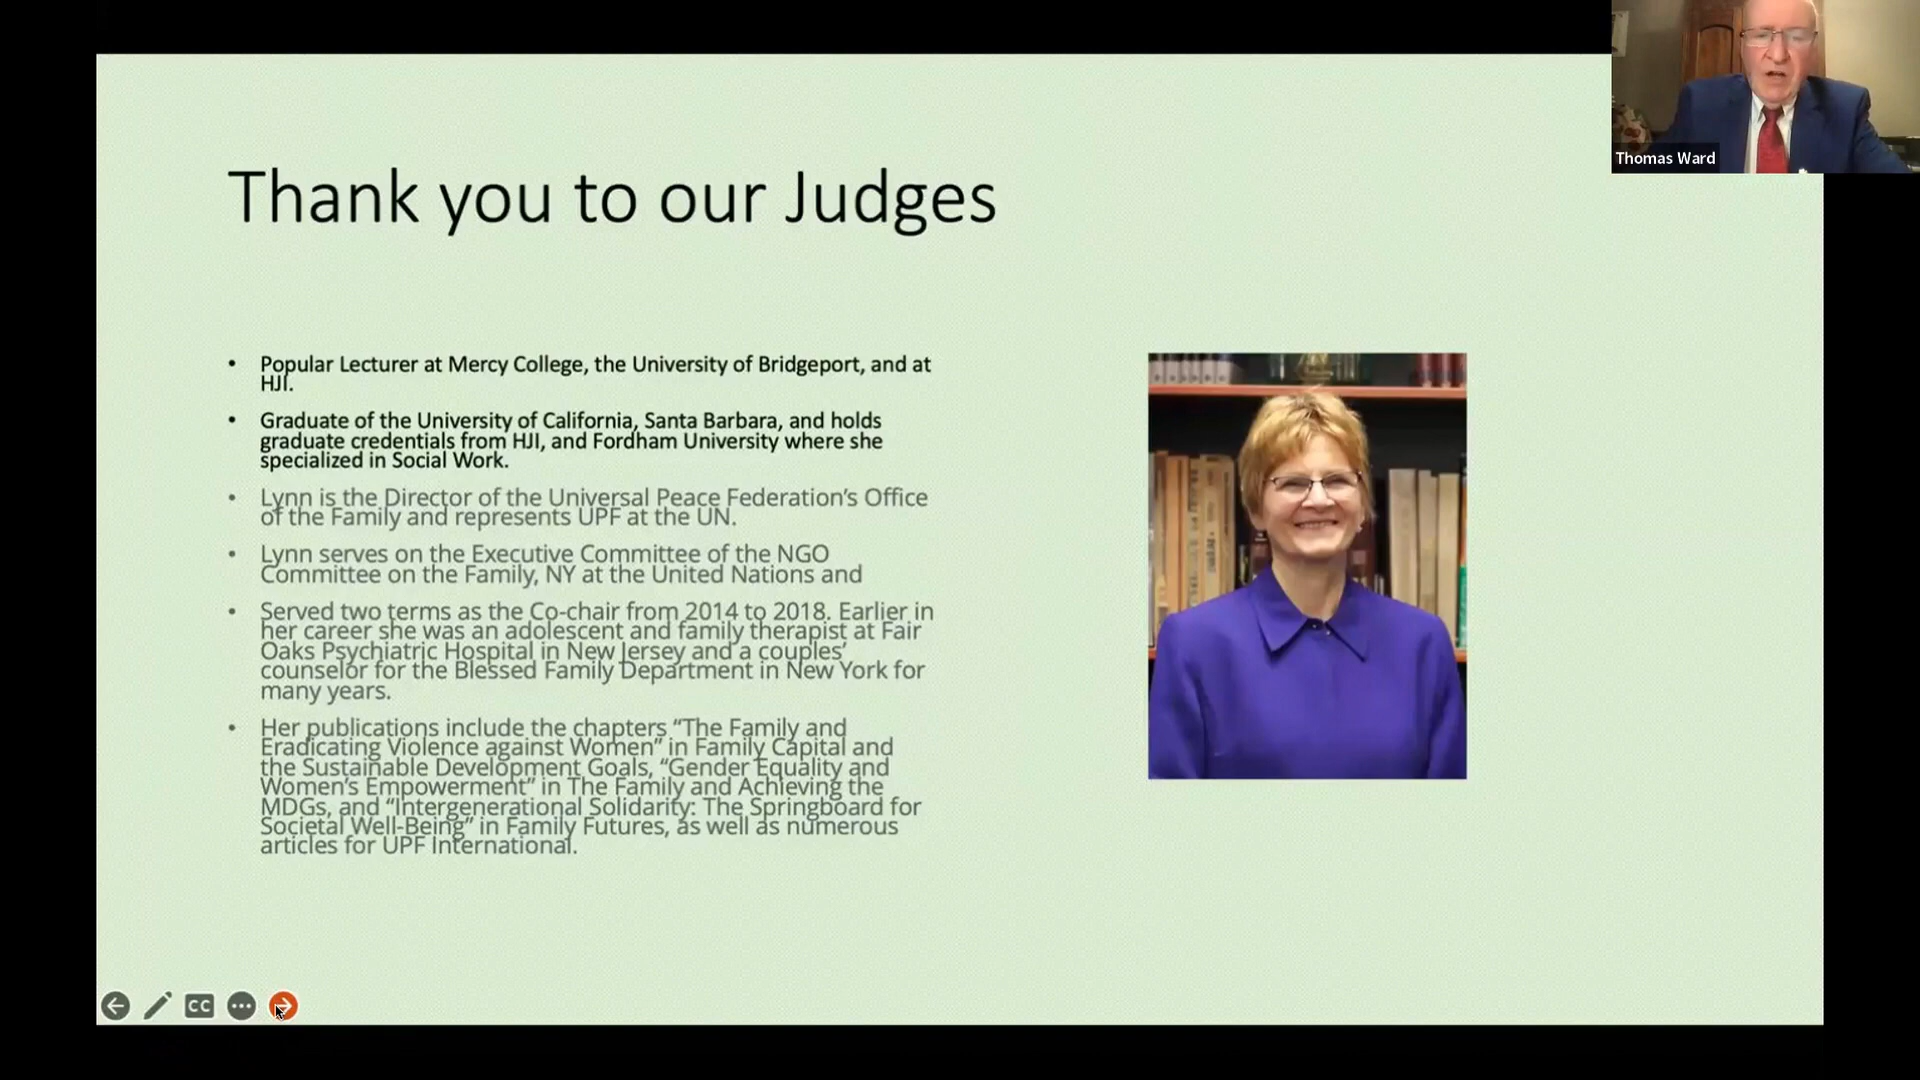 Thomas Ward
Thank you to our Judges
• Popular Lecturer at Mercy College, the University of Bridgeport, and at
HJI.
• Graduate of the University of California, Santa Barbara, and holds
graduate credentials from HJI, and Fordham University where she
specialized in Social Work.
• Lynn is the Director of the Universal Peace Federation’s Office
of the Family and represents UPF at the UN.
• Lynn serves on the Executive Committee of the NGO
Committee on the Family, NY at the United Nations and
• Served two terms as the Co-chair from 2014 to 2018. Earlier in
her career she was an adolescent and family therapist at Fair
Oaks Psychiatric Hospital in New Jersey and a couples’
counselor for the Blessed Family Department in New York for
many years.
• Her publications include the chapters “The Family and
Eradicating Violence against Women” in Family Capital and
the Sustainable Development Goals, “Gender Equality and
Women’s Empowerment” in The Family and Achieving the
MDGs, and “Intergenerational Solidarity: The Springboard for
Societal Well-Being” in Family Futures, as well as numerous
articles for UPF International.
CC